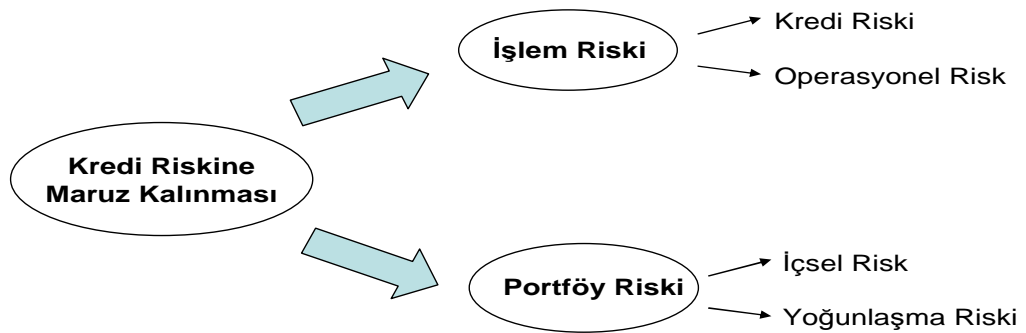 Kredi Riski
İşlem Riski
Operasyonel Risk
Kredi Riskine
Maruz Kalınması
İçsel Risk
Portföy Riski
Yoğunlaşma Riski